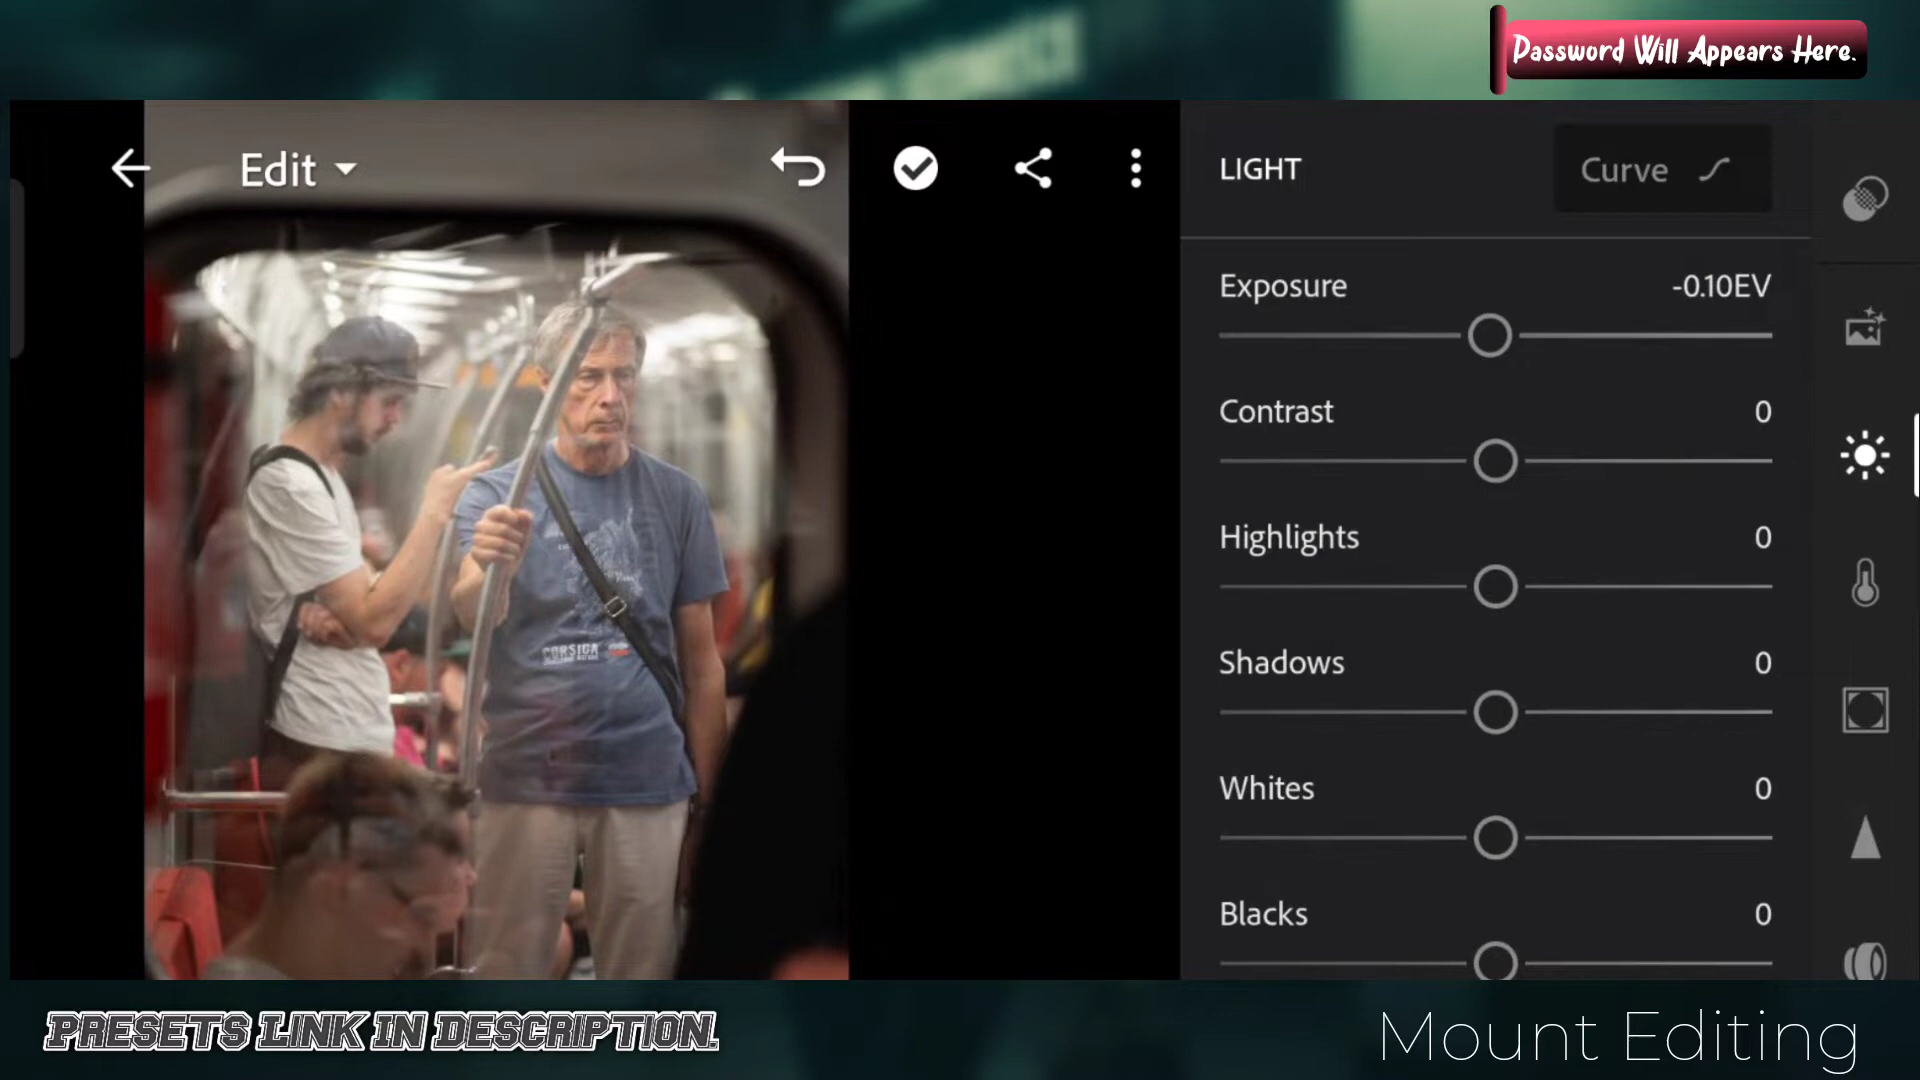 Password Will Appears Here.
Edit
LIGHT
Curve
Exposure -0.10EV
Contrast 0
Highlights 0
Shadows 0
Whites 0
Blacks 0
CORSICA
PRESETS LINK IN DESCRIPTION.
Mount Editing